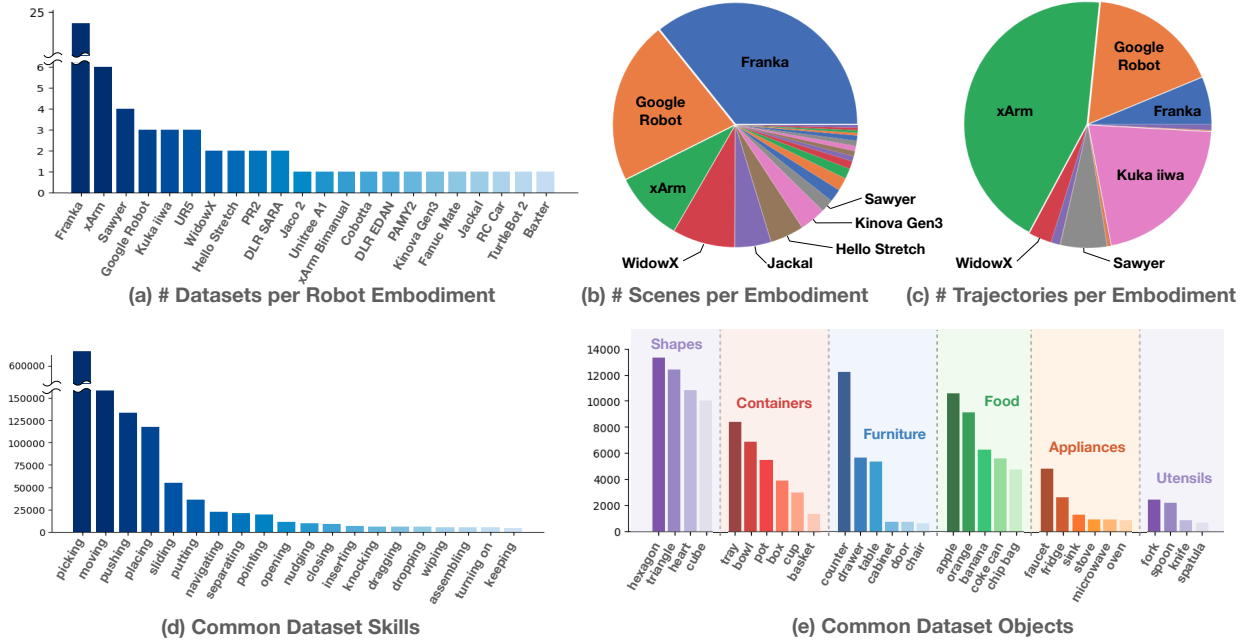 25
6
5
4
3
2
1
0
Franka
xArm
Sawyer
Google Robot
Kuka iiwa
UR5
WidowX
Hello Stretch
PR2
DLR SARA
Jaco 2
Unitree A1
xArm Bimanual
Cobotta
DLR EDAN
PAMY2
Kinova Gen3
Fanuc Mate
Jackal
RC Car
TurtleBot 2
Baxter
(a) # Datasets per Robot Embodiment
Franka
Google
Robot
xArm
WidowX
Jackal
Hello Stretch
Kinova Gen3
Sawyer
(b) # Scenes per Embodiment
xArm
Google
Robot
Franka
Kuka iiwa
Sawyer
WidowX
(c) # Trajectories per Embodiment
600000
150000
125000
100000
75000
50000
25000
0
picking
moving
pushing
placing
sliding
putting
navigating
separating
pointing
opening
nudging
closing
inserting
knocking
dragging
dropping
wiping
assembling
turning on
keeping
(d) Common Dataset Skills
14000
12000
10000
8000
6000
4000
2000
0
Shapes
Containers
Furniture
Food
Appliances
Utensils
hexagon
triangle
heart
cube
tray
bowl
pot
box
cup
basket
counter
drawer
table
cabinet
door
chair
apple
orange
banana
coke can
chip bag
faucet
fridge
sink
stove
microwave
oven
fork
spoon
knife
spatula
(e) Common Dataset Objects